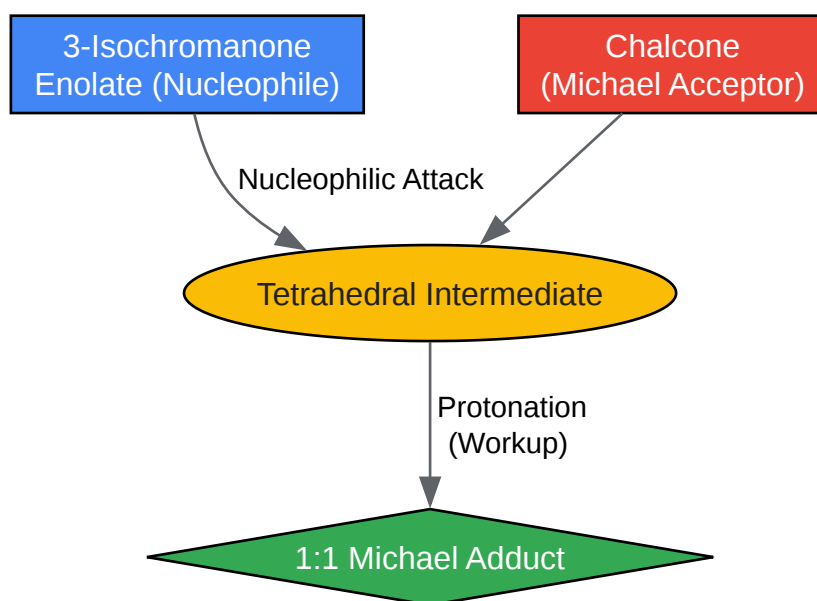 3-Isochromanone
Enolate (Nucleophile)
Chalcone
(Michael Acceptor)
Nucleophilic Attack
Tetrahedral Intermediate
Protonation
(Workup)
1:1 Michael Adduct